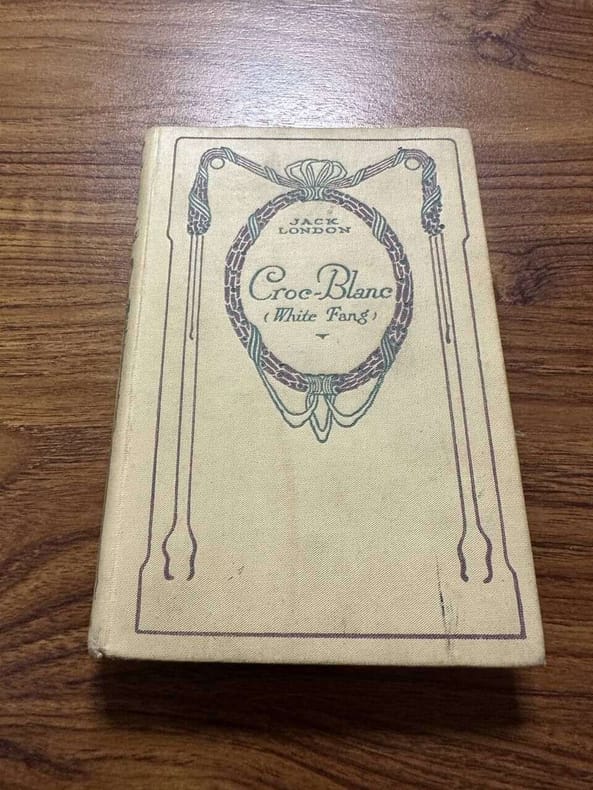 JACK
LONDON
Croc-Blanc
(White Fang)